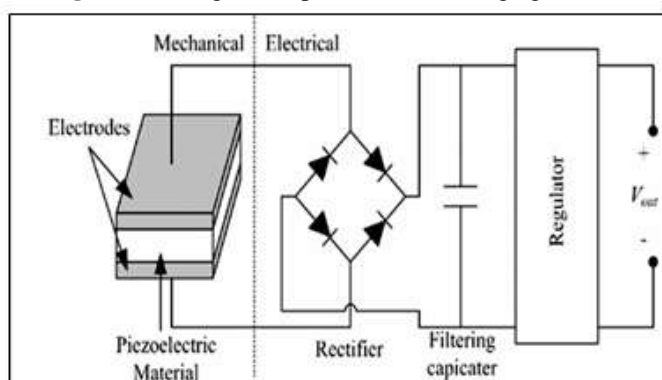 Mechanical
Electrical
Electrodes
Regulator
+
Vout
-
Piezoelectric
Material
Rectifier
Filtering
capicater